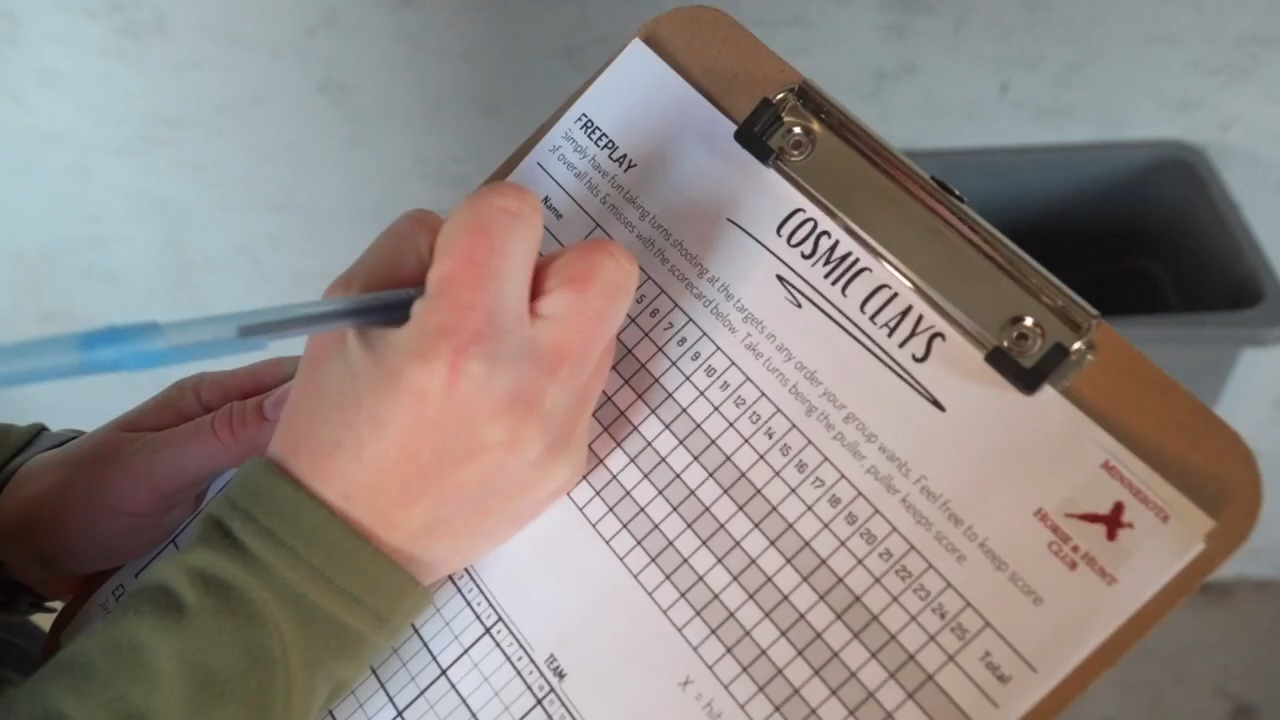 COSMIC CLAYS
MINNESOTA
HORSE & HUNT
CLUB
FREEPLAY
Simply have fun taking turns shooting at the targets in any order your group wants. Feel free to keep score
of overall hits & misses with the scorecard below. Take turns being the puller, puller keeps score.
Name 5 6 7 8 9 10 11 12 13 14 15 16 17 18 19 20 21 22 23 24 25 Total
X = hit
TEAM